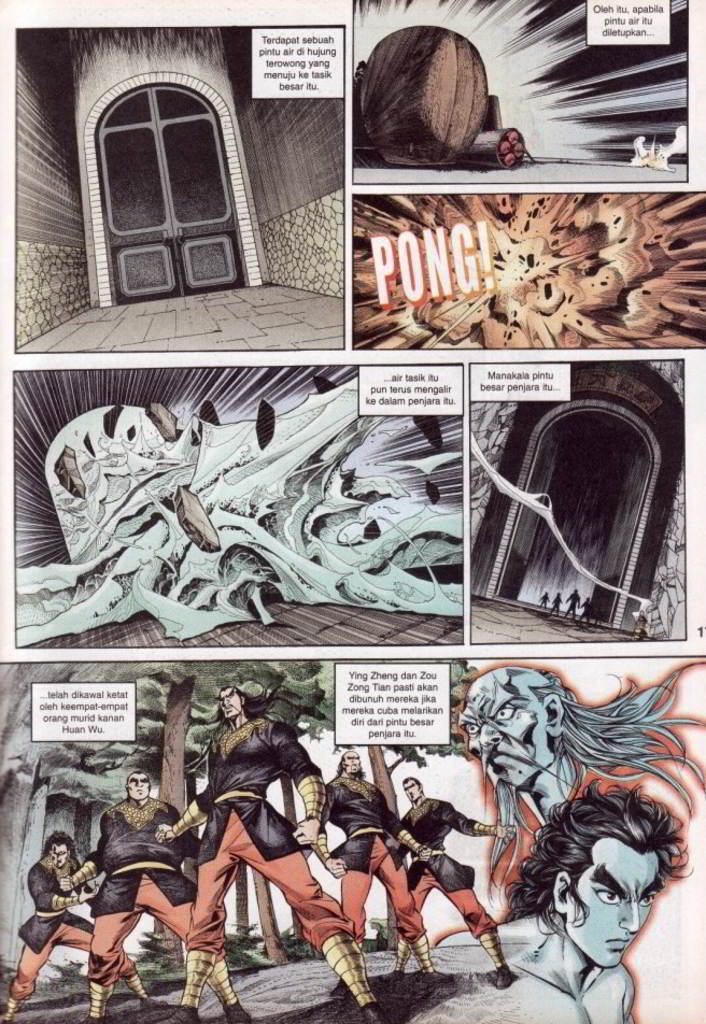 Terdapat sebuah
pintu air di hujung
terowong yang
menuju ke tasik
besar itu.
Oleh itu, apabila
pintu air itu
diletupkan...
PONG!
...air tasik itu
pun terus mengalir
ke dalam penjara itu.
Manakala pintu
besar penjara itu...
...telah dikawal ketat
oleh keempat-empat
orang murid kanan
Huan Wu.
Ying Zheng dan Zou
Zong Tian pasti akan
dibunuh mereka jika
mereka cuba melarikan
diri dari pintu besar
penjara itu.